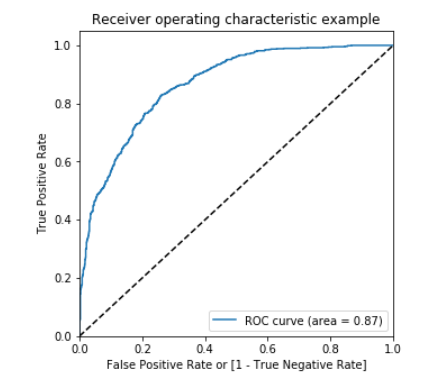 Receiver operating characteristic example
1.0
0.8
0.6
0.4
0.2
0.0
True Positive Rate
ROC curve (area = 0.87)
0.0 0.2 0.4 0.6 0.8 1.0
False Positive Rate or [1 - True Negative Rate]